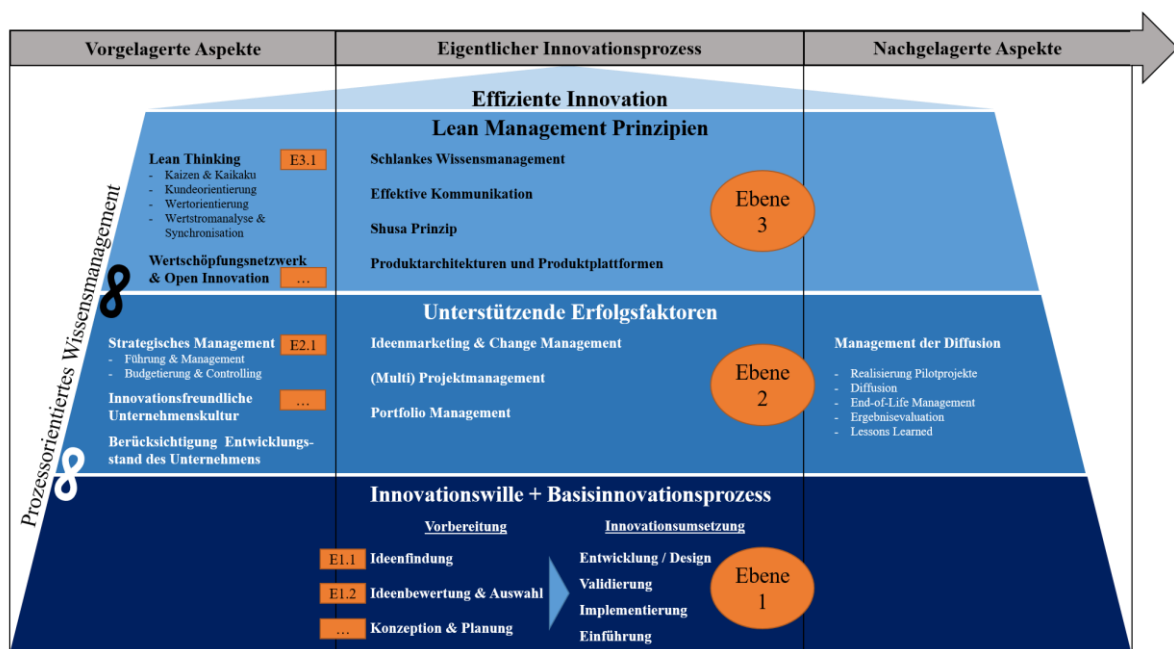 Vorgelagerte Aspekte
Eigentlicher Innovationsprozess
Nachgelagerte Aspekte
Effiziente Innovation
Lean Management Prinzipien
Lean Thinking
E3.1
- Kaizen & Kaikaku
- Kundeorientierung
- Wertorientierung
- Wertstromanalyse &
Synchronisation
Wertschöpfungsnetzwerk
& Open Innovation
…
Schlankes Wissensmanagement
Effektive Kommunikation
Shusa Prinzip
Produktarchitekturen und Produktplattformen
Ebene
3
Prozessorientiertes Wissensmanagement
Unterstützende Erfolgsfaktoren
Strategisches Management
E2.1
- Führung & Management
- Budgetierung & Controlling
Innovationsfreundliche
Unternehmenskultur
…
Berücksichtigung Entwicklungs-
stand des Unternehmens
Ideenmarketing & Change Management
(Multi) Projektmanagement
Portfolio Management
Ebene
2
Management der Diffusion
- Realisierung Pilotprojekte
- Diffusion
- End-of-Life Management
- Ergebnisevaluation
- Lessons Learned
Innovationswille + Basisinnovationsprozess
Vorbereitung
E1.1
Ideenfindung
E1.2
Ideenbewertung & Auswahl
…
Konzeption & Planung
Innovationsumsetzung
Entwicklung / Design
Validierung
Implementierung
Einführung
Ebene
1